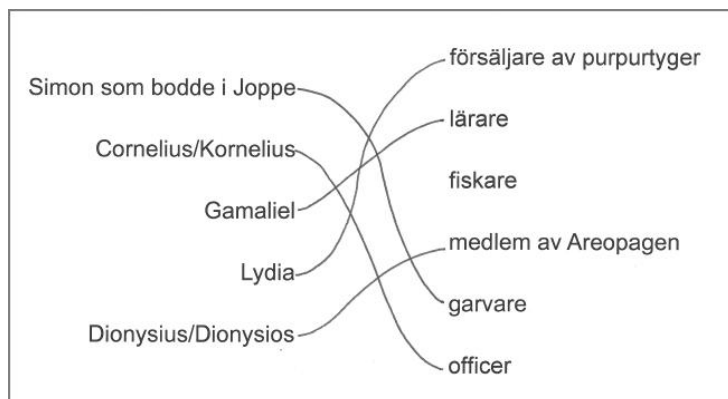 Simon som bodde i Joppe
Cornelius/Kornelius
Gamaliel
Lydia
Dionysius/Dionysios
försäljare av purpurtyger
lärare
fiskare
medlem av Areopagen
garvare
officer